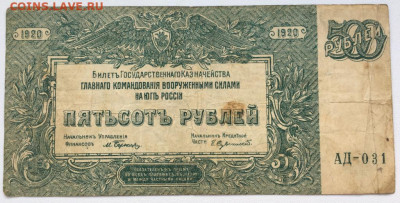 COINS.LAVE.RU
500
РУБЛЕЙ
1920 1920
БИЛЕТЪ ГОСУДАРСТВЕННАГО КАЗНАЧЕЙСТВА
ГЛАВНАГО КОМАНДОВАНІЯ ВООРУЖЕННЫМИ СИЛАМИ
НА ЮГѢ РОССІИ
ПЯТЬСОТЪ РУБЛЕЙ
НАЧАЛЬНИКЪ УПРАВЛЕНІЯ
ФИНАНСОВЪ
НАЧАЛЬНИКЪ КРЕДИТНОЙ
ЧАСТИ
АД-031